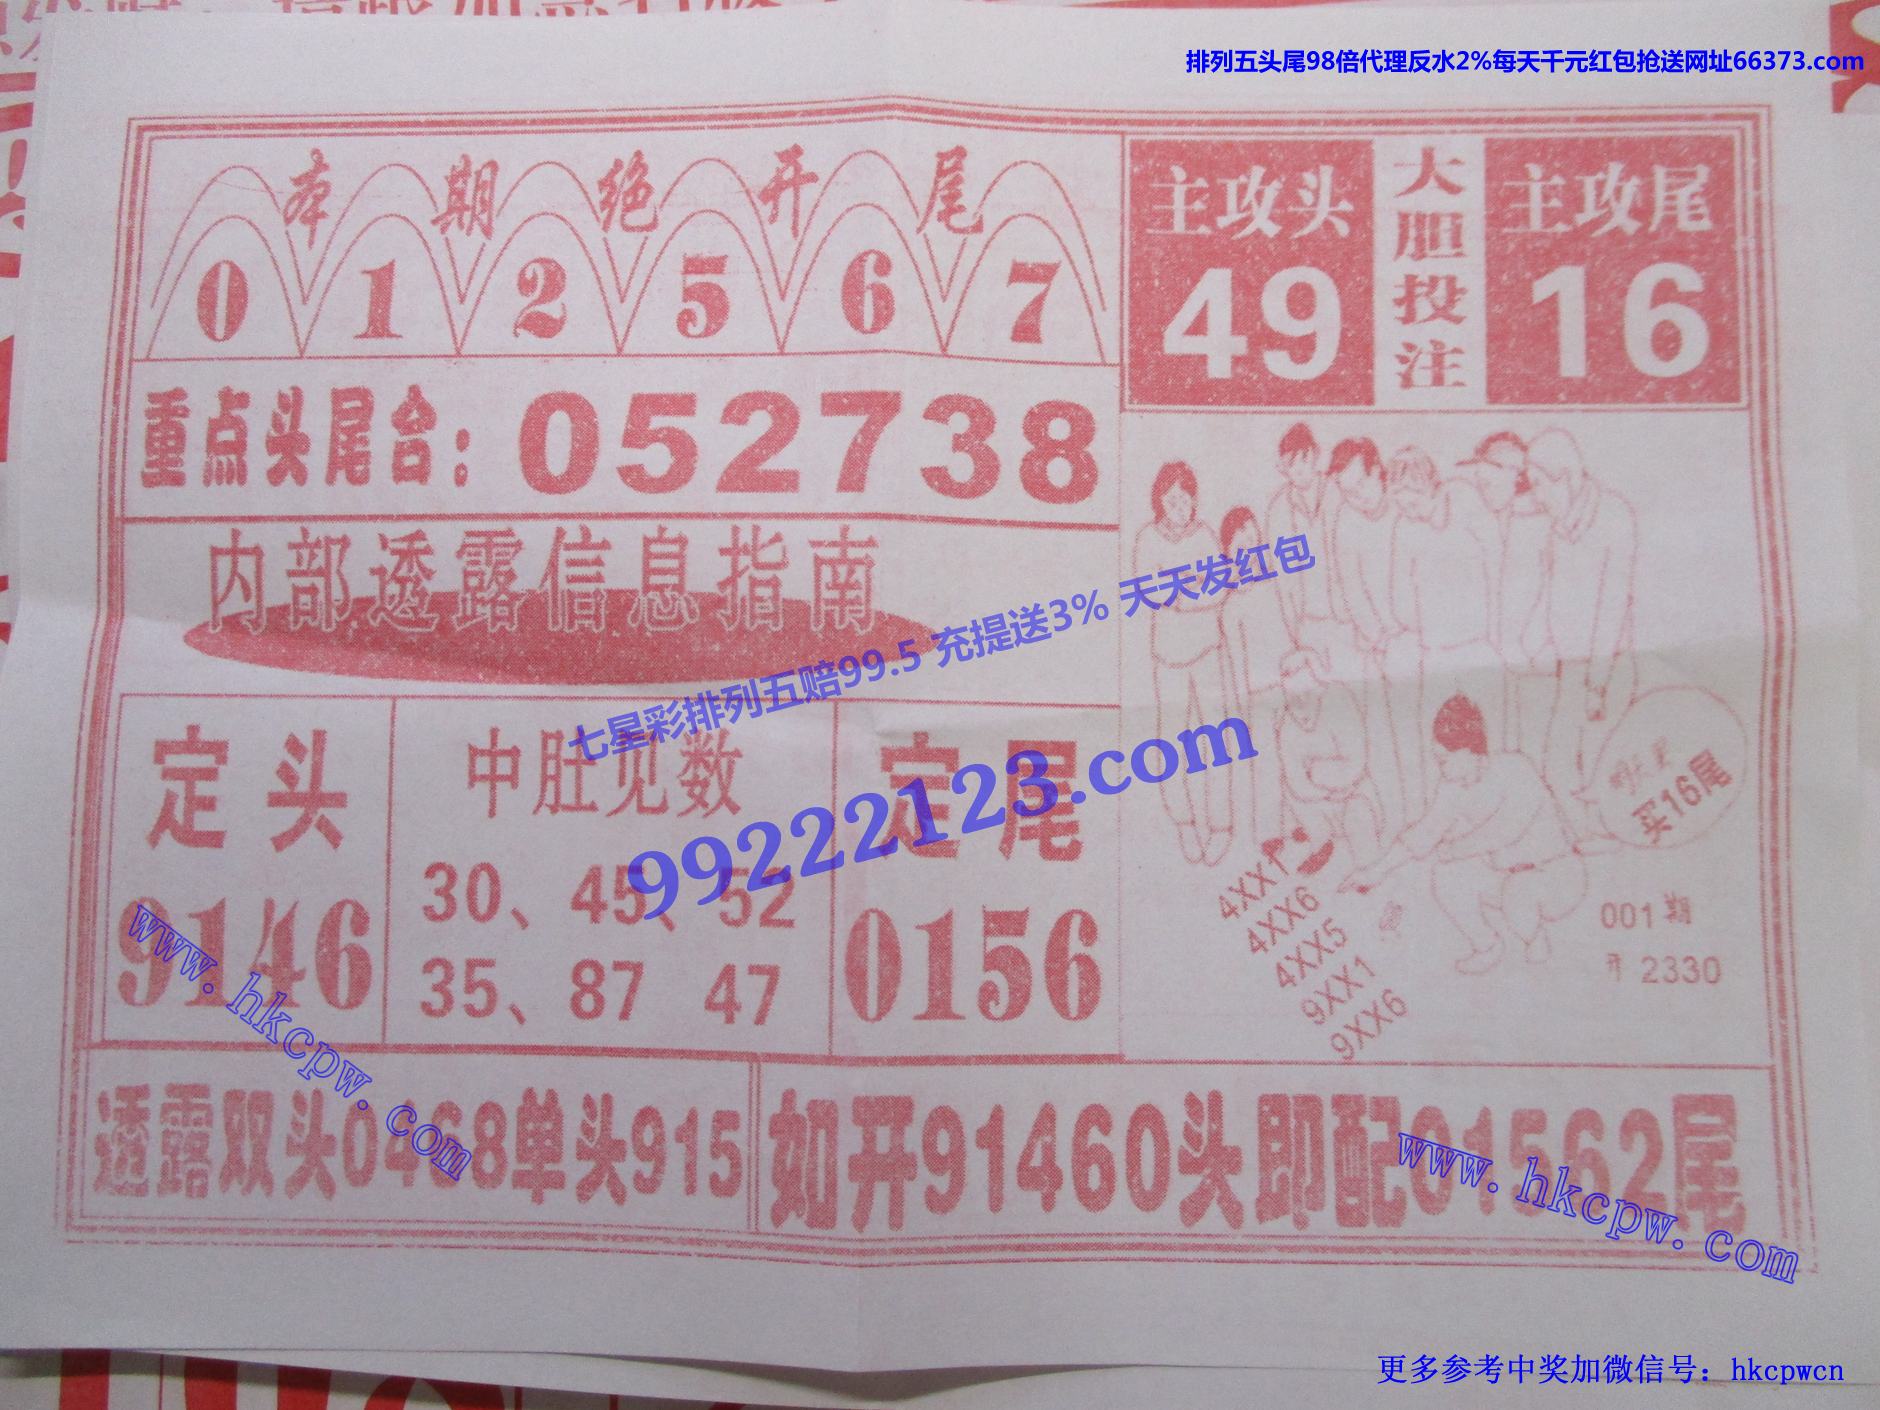 排列五头尾98倍代理反水2%每天千元红包抢送网址66373.com
本期绝开尾
0 1 2 5 6 7
主攻头
49
大胆投注
主攻尾
16
重点头尾合：052738
内部透露信息指南
七星彩排列五赔99.5 充提送3% 天天发红包
99222123.com
定头
9146
中肚见数
30、45、52
35、87 47
定尾
0156
买16尾
4XX1
4XX6
4XX5
9XX1
9XX6
001期
开2330
www.hkcpw.com
透露双头0468单头915
如开91460头即配01562尾
www.hkcpw.com
更多参考中奖加微信号：hkcpwcn